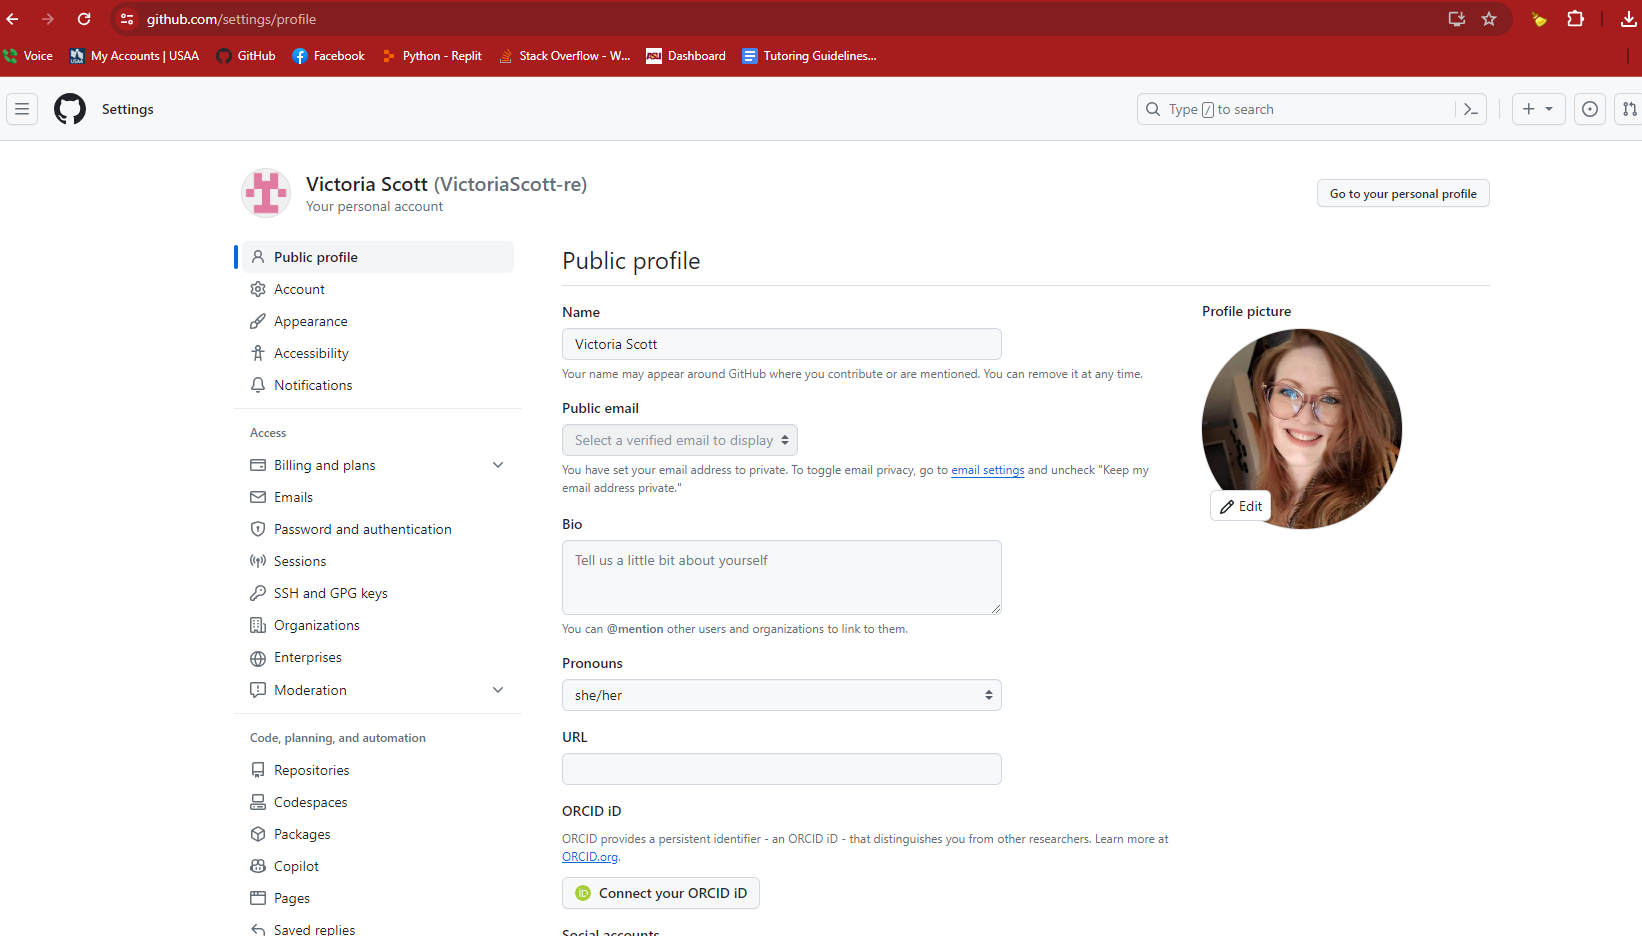 github.com/settings/profile
Voice
My Accounts | USAA
GitHub
Facebook
Python - Replit
Stack Overflow - W...
ASU Dashboard
Tutoring Guidelines...
Settings
Type / to search
Victoria Scott (VictoriaScott-re)
Your personal account
Go to your personal profile
Public profile
Account
Appearance
Accessibility
Notifications
Access
Billing and plans
Emails
Password and authentication
Sessions
SSH and GPG keys
Organizations
Enterprises
Moderation
Code, planning, and automation
Repositories
Codespaces
Packages
Copilot
Pages
Saved replies
Public profile
Name
Victoria Scott
Your name may appear around GitHub where you contribute or are mentioned. You can remove it at any time.
Public email
Select a verified email to display
You have set your email address to private. To toggle email privacy, go to email settings and uncheck "Keep my
email address private."
Bio
Tell us a little bit about yourself
You can @mention other users and organizations to link to them.
Pronouns
she/her
URL
ORCID iD
ORCID provides a persistent identifier - an ORCID iD - that distinguishes you from other researchers. Learn more at
ORCID.org.
iD Connect your ORCID iD
Social accounts
Profile picture
Edit